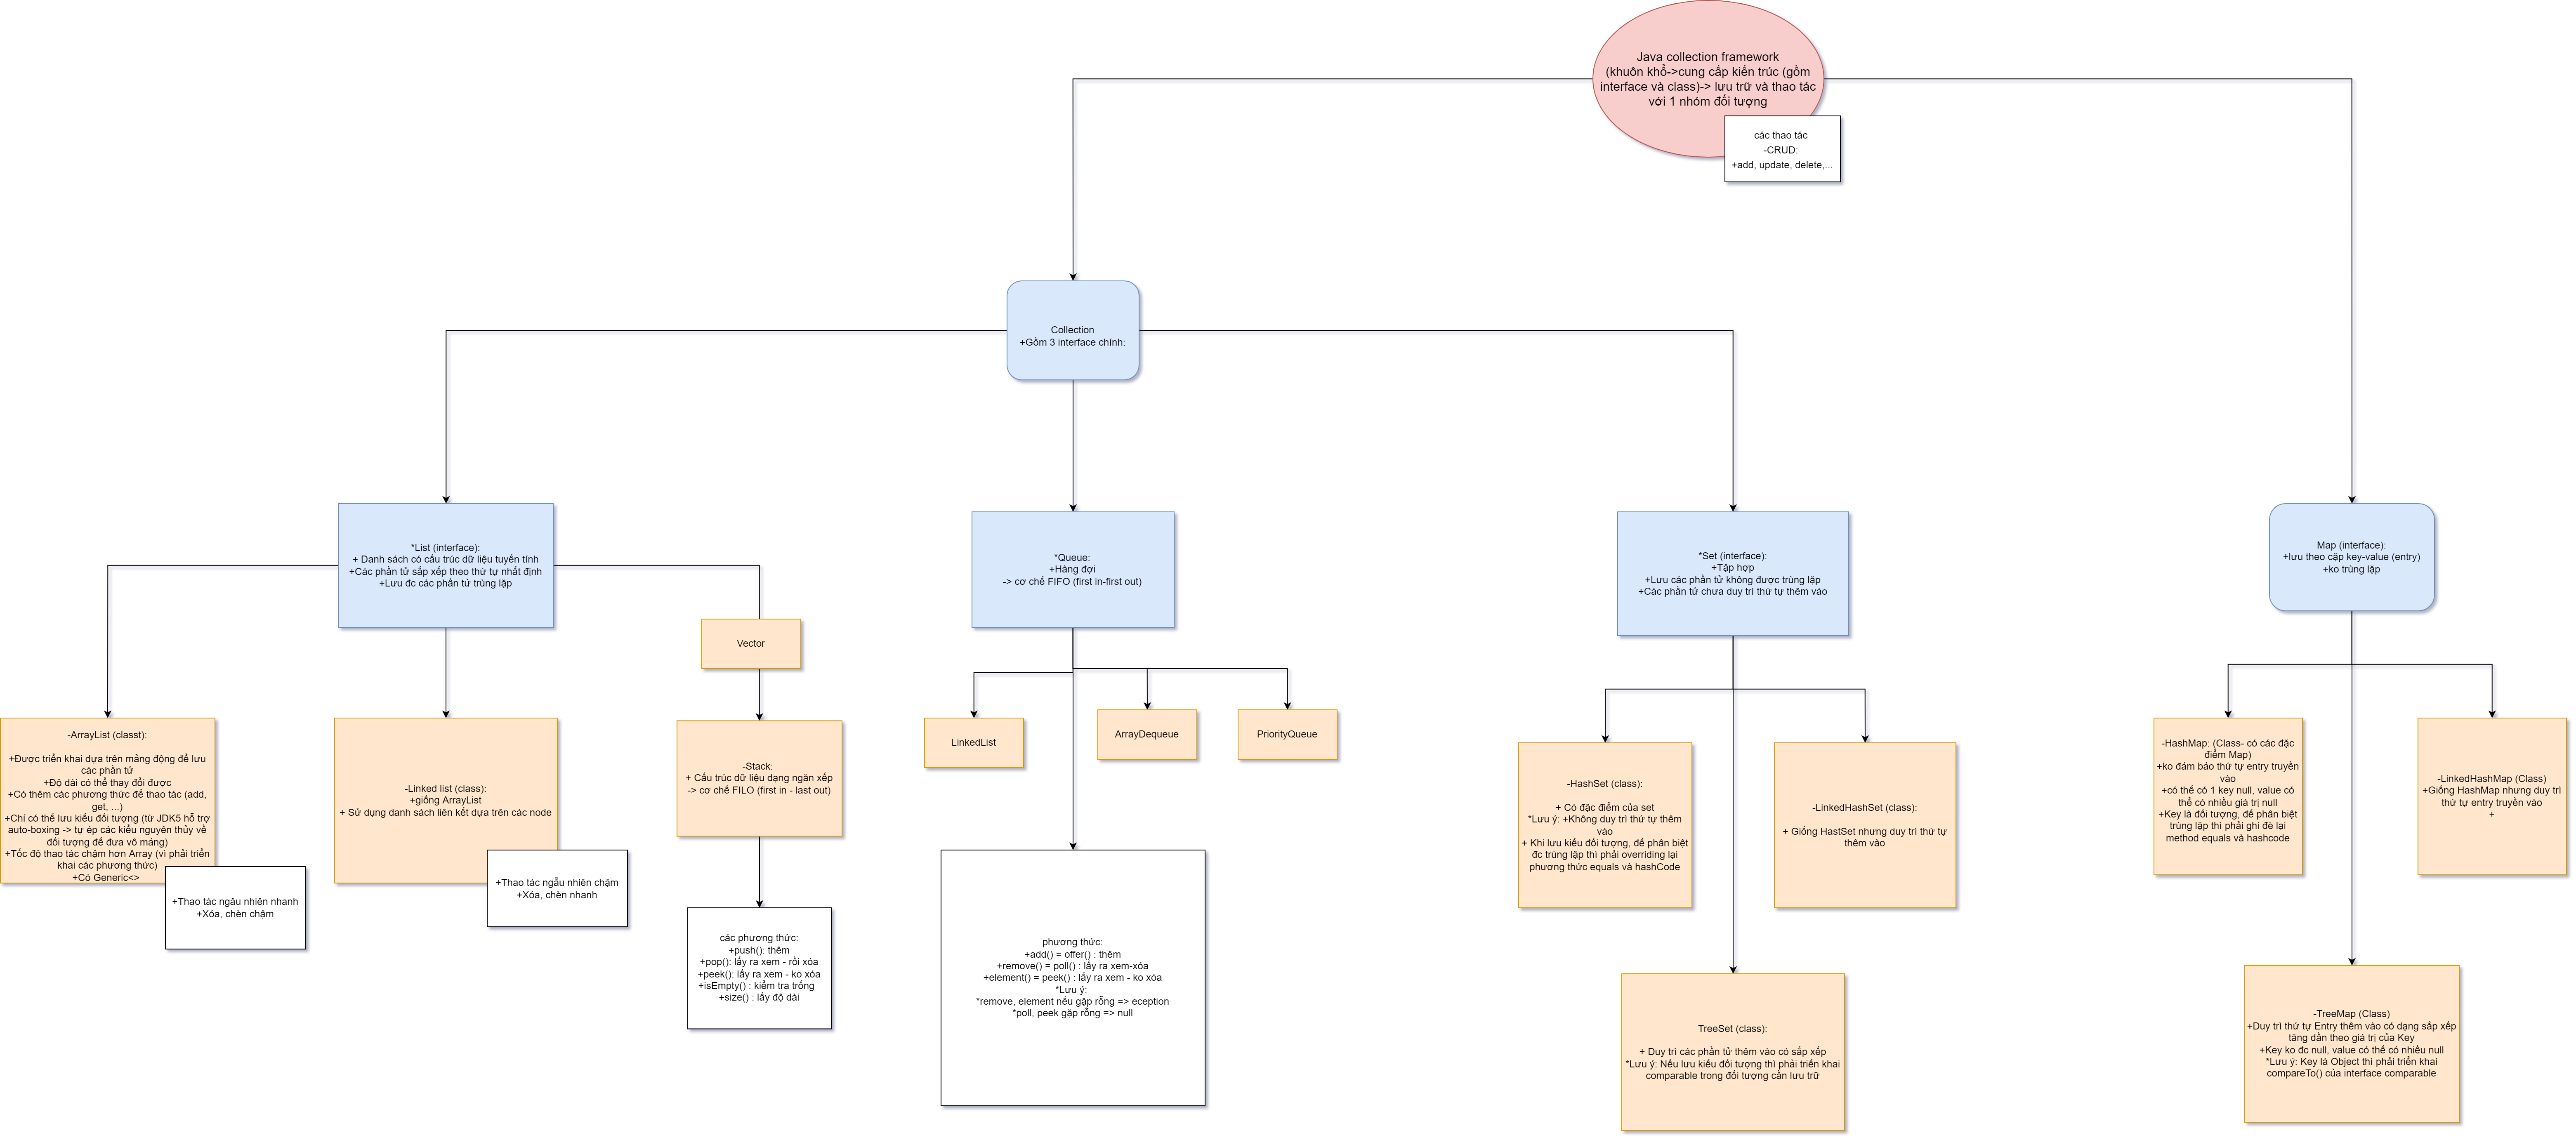 Java collection framework
(khuôn khổ->cung cấp kiến trúc (gồm
interface và class)-> lưu trữ và thao tác
với 1 nhóm đối tượng
các thao tác
-CRUD:
+add, update, delete,...
Collection
+Gồm 3 interface chính:
*List (interface):
+ Danh sách có cấu trúc dữ liệu tuyến tính
+Các phần tử sắp xếp theo thứ tự nhất định
+Lưu đc các phần tử trùng lặp
*Queue:
+Hàng đợi
-> cơ chế FIFO (first in-first out)
*Set (interface):
+Tập hợp
+Lưu các phần tử không được trùng lặp
+Các phần tử chưa duy trì thứ tự thêm vào
Map (interface):
+lưu theo cặp key-value (entry)
+ko trùng lặp
Vector
-ArrayList (classt):
+Được triển khai dựa trên mảng động để lưu
các phần tử
+Độ dài có thể thay đổi được
+Có thêm các phương thức để thao tác (add,
get, ...)
+Chỉ có thể lưu kiểu đối tượng (từ JDK5 hỗ trợ
auto-boxing -> tự ép các kiểu nguyên thủy về
đối tượng để đưa vô mảng)
+Tốc độ thao tác chậm hơn Array (vì phải triển
khai các phương thức)
+Có Generic<>
+Thao tác ngâu nhiên nhanh
+Xóa, chèn chậm
-Linked list (class):
+giống ArrayList
+ Sử dụng danh sách liên kết dựa trên các node
+Thao tác ngẫu nhiên chậm
+Xóa, chèn nhanh
-Stack:
+ Cấu trúc dữ liệu dạng ngăn xếp
-> cơ chế FILO (first in - last out)
các phương thức:
+push(): thêm
+pop(): lấy ra xem - rồi xóa
+peek(): lấy ra xem - ko xóa
+isEmpty() : kiểm tra trống
+size() : lấy độ dài
LinkedList
ArrayDequeue
PriorityQueue
phương thức:
+add() = offer() : thêm
+remove() = poll() : lấy ra xem-xóa
+element() = peek() : lấy ra xem - ko xóa
*Lưu ý:
*remove, element nếu gặp rỗng => eception
*poll, peek gặp rỗng => null
-HashSet (class):
+ Có đặc điểm của set
*Lưu ý: +Không duy trì thứ tự thêm
vào
+ Khi lưu kiểu đối tượng, để phân biệt
đc trùng lặp thì phải overriding lại
phương thức equals và hashCode
-LinkedHashSet (class):
+ Giống HastSet nhưng duy trì thứ tự
thêm vào
TreeSet (class):
+ Duy trì các phần tử thêm vào có sắp xếp
*Lưu ý: Nếu lưu kiểu đối tượng thì phải triển khai
comparable trong đối tượng cần lưu trữ
-HashMap: (Class- có các đặc
điểm Map)
+ko đảm bảo thứ tự entry truyền
vào
+có thể có 1 key null, value có
thể có nhiều giá trị null
+Key là đối tượng, để phân biệt
trùng lặp thì phải ghi đè lại
method equals và hashcode
-LinkedHashMap (Class)
+Giống HashMap nhưng duy trì
thứ tự entry truyền vào
+
-TreeMap (Class)
+Duy trì thứ tự Entry thêm vào có dạng sắp xếp
tăng dần theo giá trị của Key
+Key ko đc null, value có thể có nhiều null
*Lưu ý: Key là Object thì phải triển khai
compareTo() của interface comparable